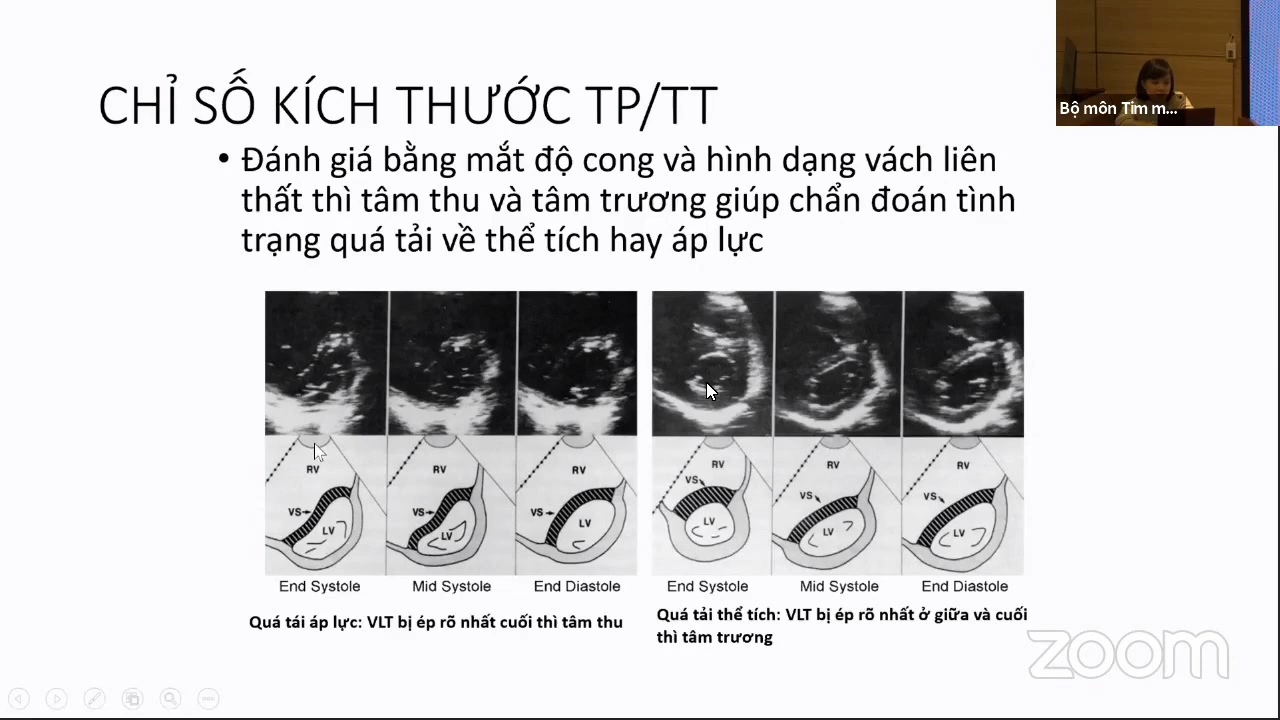 Bộ môn Tim m...
CHỈ SỐ KÍCH THƯỚC TP/TT
• Đánh giá bằng mắt độ cong và hình dạng vách liên
thất thì tâm thu và tâm trương giúp chẩn đoán tình
trạng quá tải về thể tích hay áp lực
RV
RV
RV
RV
RV
RV
VS
VS
VS
VS
VS
VS
LV
LV
LV
LV
LV
LV
End Systole
Mid Systole
End Diastole
End Systole
Mid Systole
End Diastole
Quá tái áp lực: VLT bị ép rõ nhất cuối thì tâm thu
Quá tải thể tích: VLT bị ép rõ nhất ở giữa và cuối
thì tâm trương
zoom